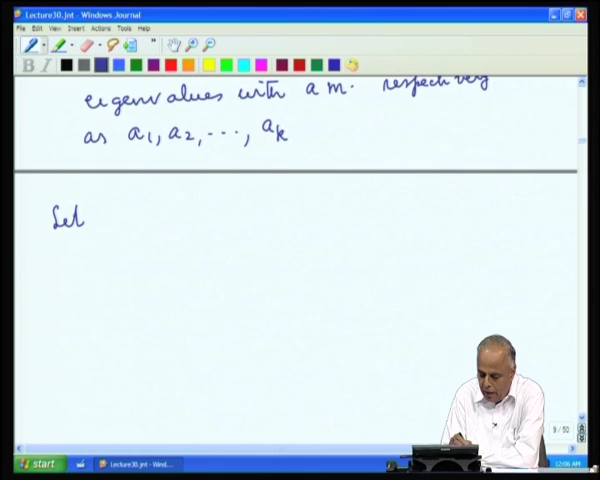 Lecture30.jnt - Windows Journal
File Edit View Insert Actions Tools Help
eigenvalues with a m. respectively
as a1, a2, ..., ak
Let
9 / 50
start Lecture30.jnt - Wind... 12:06 AM